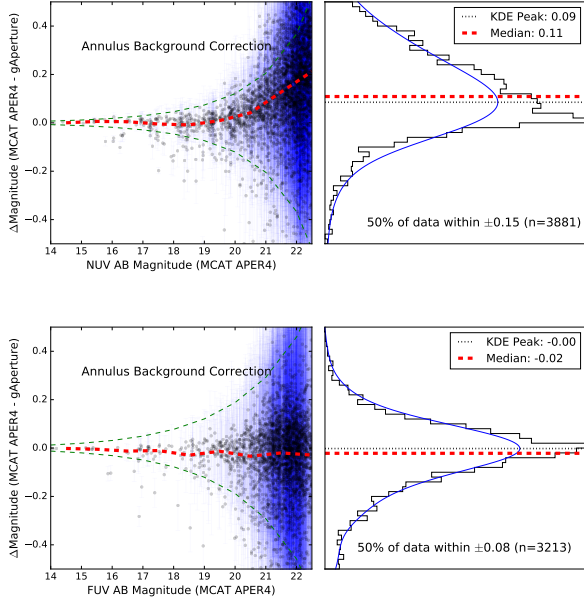 0.4
0.2
0.0
−0.2
−0.4
ΔMagnitude (MCAT APER4 - gAperture)
Annulus Background Correction
14 15 16 17 18 19 20 21 22
NUV AB Magnitude (MCAT APER4)
KDE Peak: 0.09
Median: 0.11
50% of data within ±0.15 (n=3881)
0.4
0.2
0.0
−0.2
−0.4
ΔMagnitude (MCAT APER4 - gAperture)
Annulus Background Correction
14 15 16 17 18 19 20 21 22
FUV AB Magnitude (MCAT APER4)
KDE Peak: -0.00
Median: -0.02
50% of data within ±0.08 (n=3213)